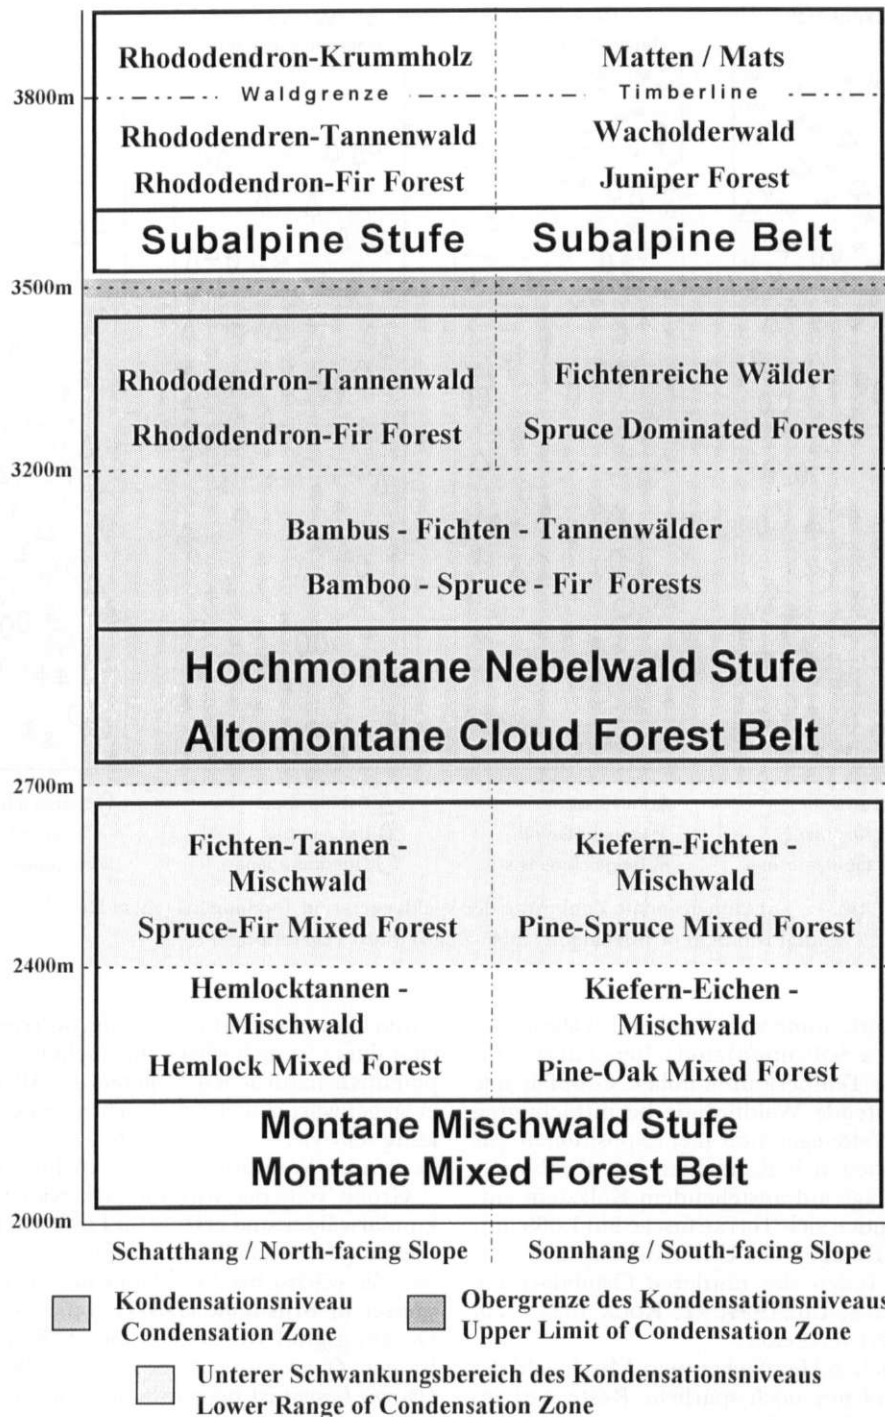 Rhododendron-Krummholz Matten / Mats
3800m Waldgrenze Timberline
Rhododendren-Tannenwald Wacholderwald
Rhododendron-Fir Forest Juniper Forest
Subalpine Stufe Subalpine Belt
3500m
Rhododendron-Tannenwald Fichtenreiche Wälder
Rhododendron-Fir Forest Spruce Dominated Forests
3200m
Bambus - Fichten - Tannenwälder
Bamboo - Spruce - Fir Forests
Hochmontane Nebelwald Stufe
Altomontane Cloud Forest Belt
2700m
Fichten-Tannen - Kiefern-Fichten -
Mischwald Mischwald
Spruce-Fir Mixed Forest Pine-Spruce Mixed Forest
2400m
Hemlocktannen - Kiefern-Eichen -
Mischwald Mischwald
Hemlock Mixed Forest Pine-Oak Mixed Forest
Montane Mischwald Stufe
Montane Mixed Forest Belt
2000m
Schatthang / North-facing Slope Sonnhang / South-facing Slope
Kondensationsniveau Obergrenze des Kondensationsniveaus
Condensation Zone Upper Limit of Condensation Zone
Unterer Schwankungsbereich des Kondensationsniveaus
Lower Range of Condensation Zone